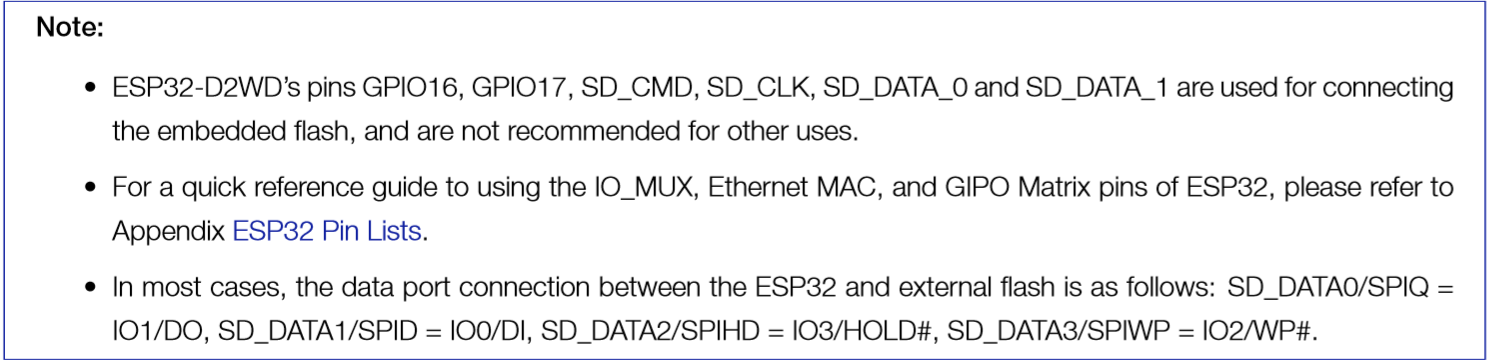 Note:
• ESP32-D2WD's pins GPIO16, GPIO17, SD_CMD, SD_CLK, SD_DATA_0 and SD_DATA_1 are used for connecting
the embedded flash, and are not recommended for other uses.
• For a quick reference guide to using the IO_MUX, Ethernet MAC, and GIPO Matrix pins of ESP32, please refer to
Appendix ESP32 Pin Lists.
• In most cases, the data port connection between the ESP32 and external flash is as follows: SD_DATA0/SPIQ =
IO1/DO, SD_DATA1/SPID = IO0/DI, SD_DATA2/SPIHD = IO3/HOLD#, SD_DATA3/SPIWP = IO2/WP#.